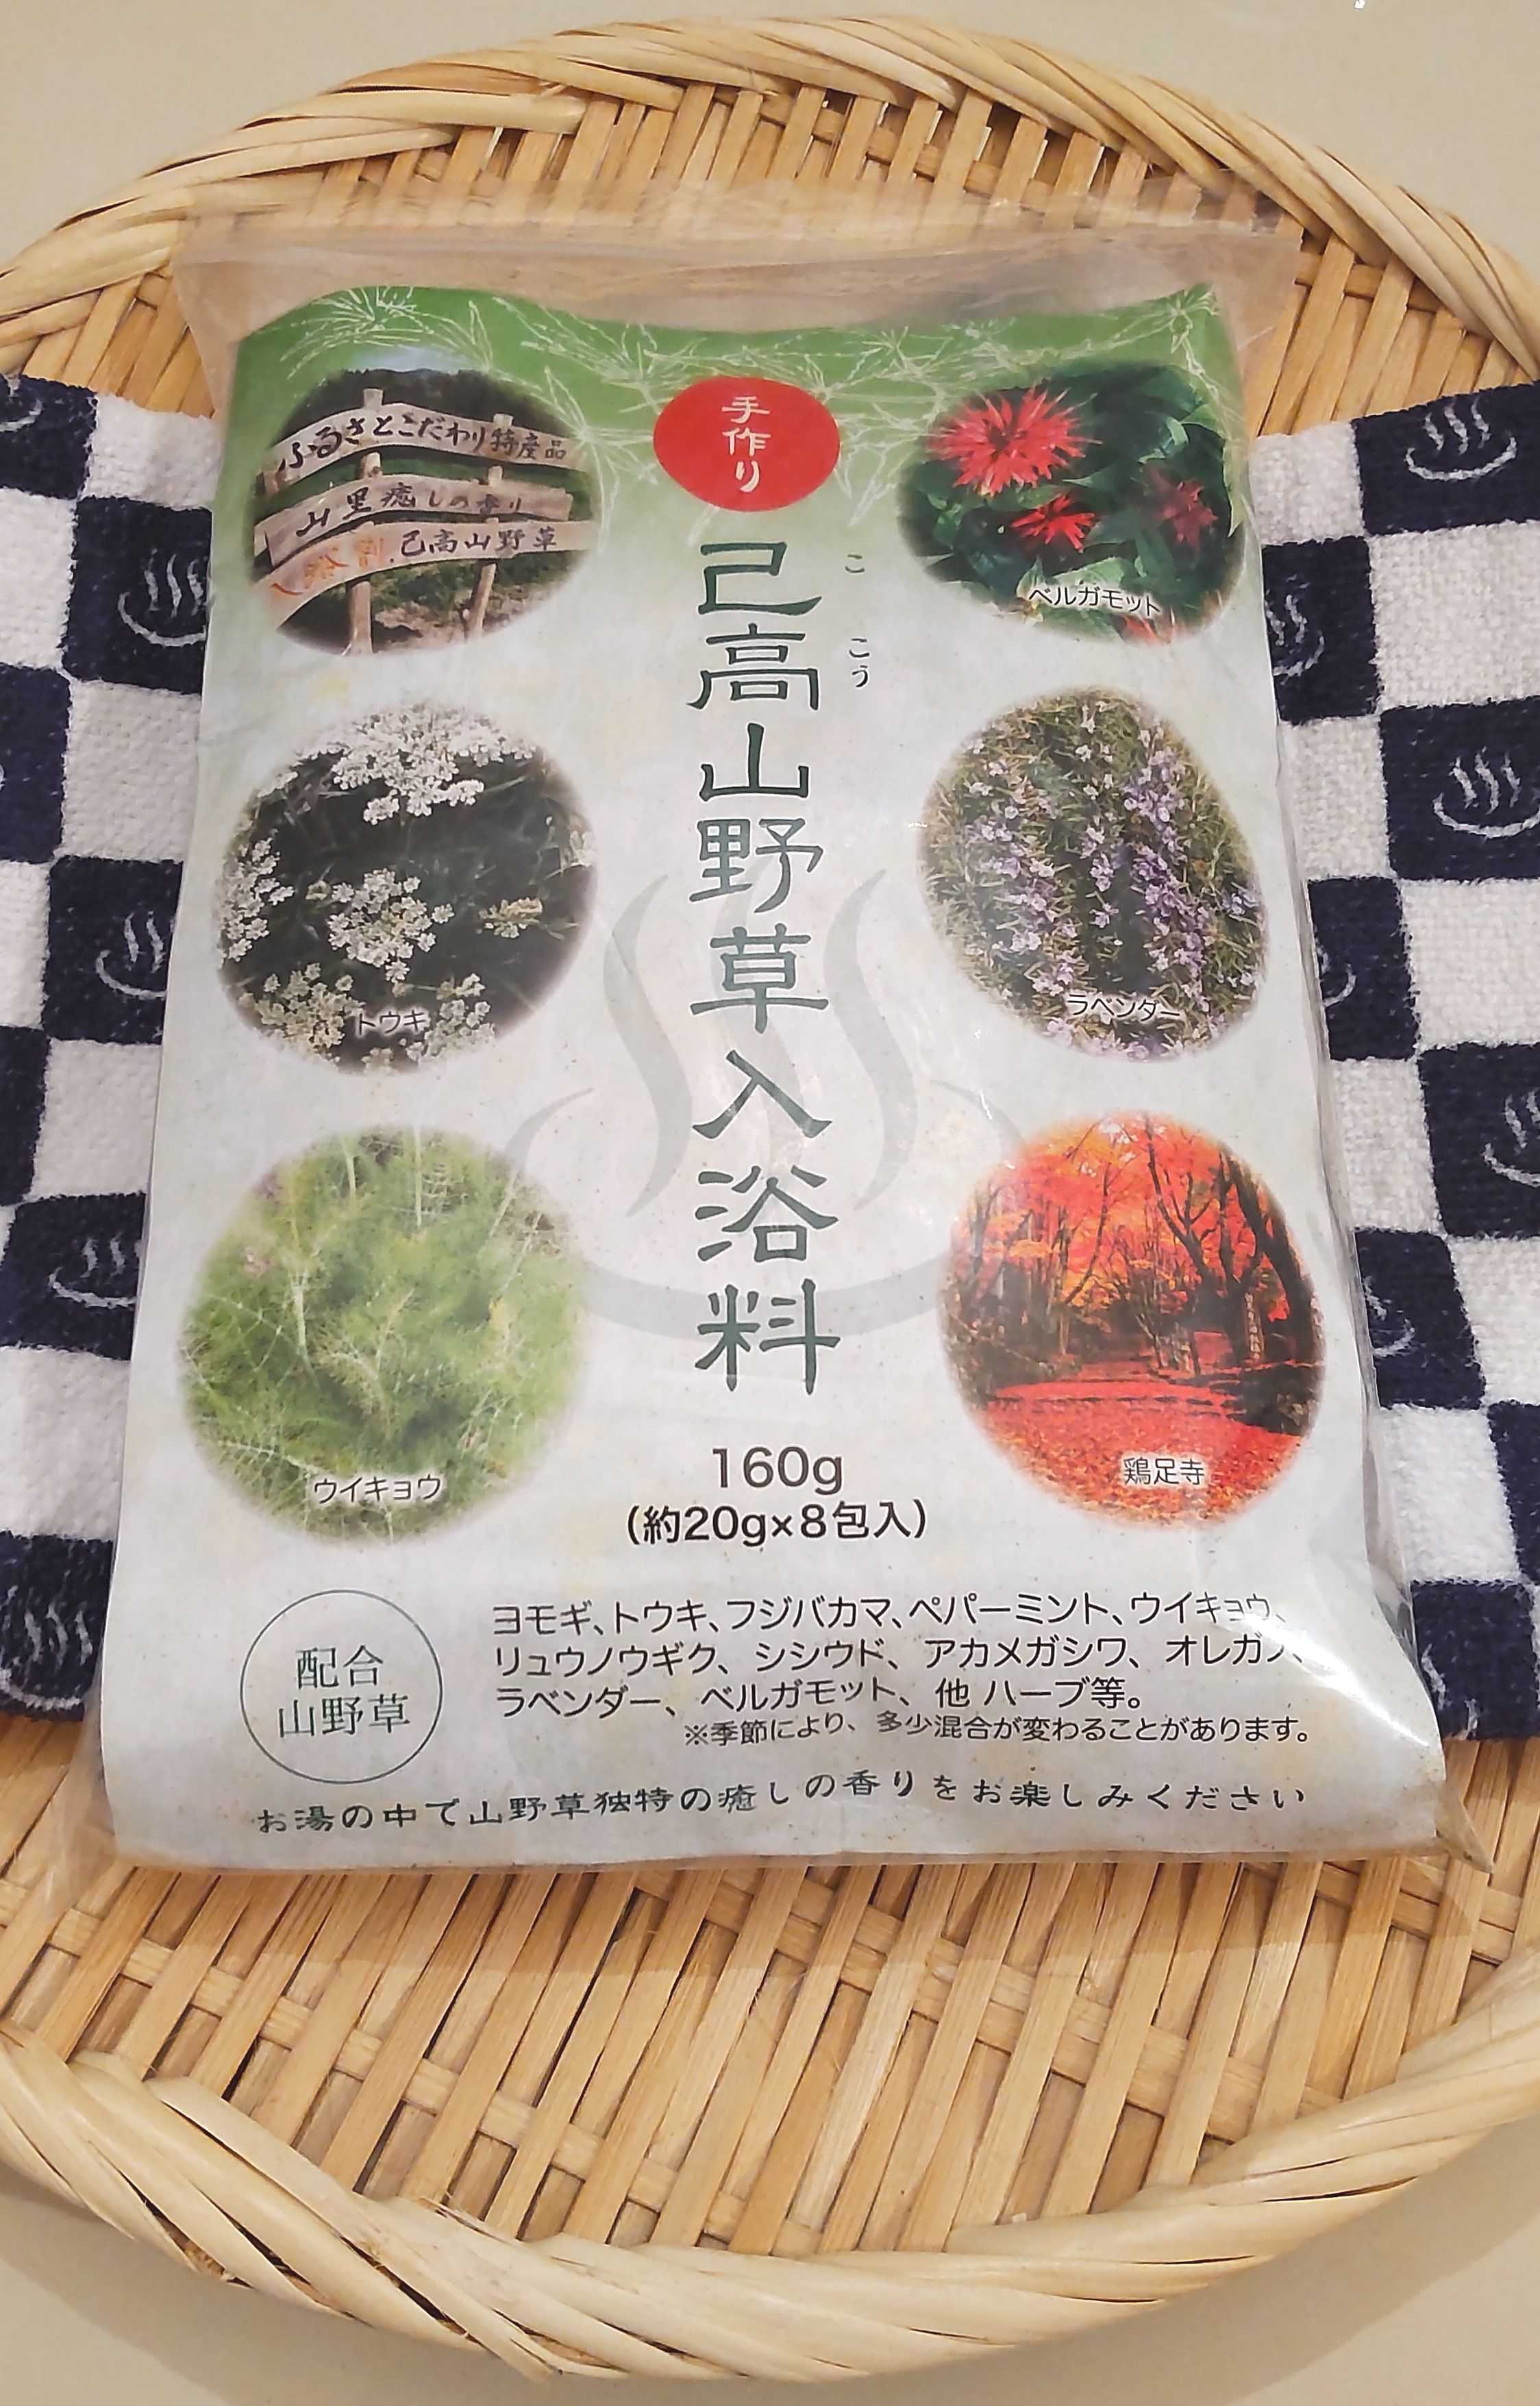 ふるさとこだわり特産品
山里癒しの香り
己高山野草
手作り
ベルガモット
己高山野草入浴料
ここう
トウキ
ラベンダー
ウイキョウ
鶏足寺
160g
(約20g×8包入)
配合
山野草
ヨモギ、トウキ、フジバカマ、ペパーミント、ウイキョウ、
リュウノウギク、シシウド、アカメガシワ、オレガノ、
ラベンダー、ベルガモット、他 ハーブ等。
※季節により、多少混合が変わることがあります。
お湯の中で山野草独特の癒しの香りをお楽しみください